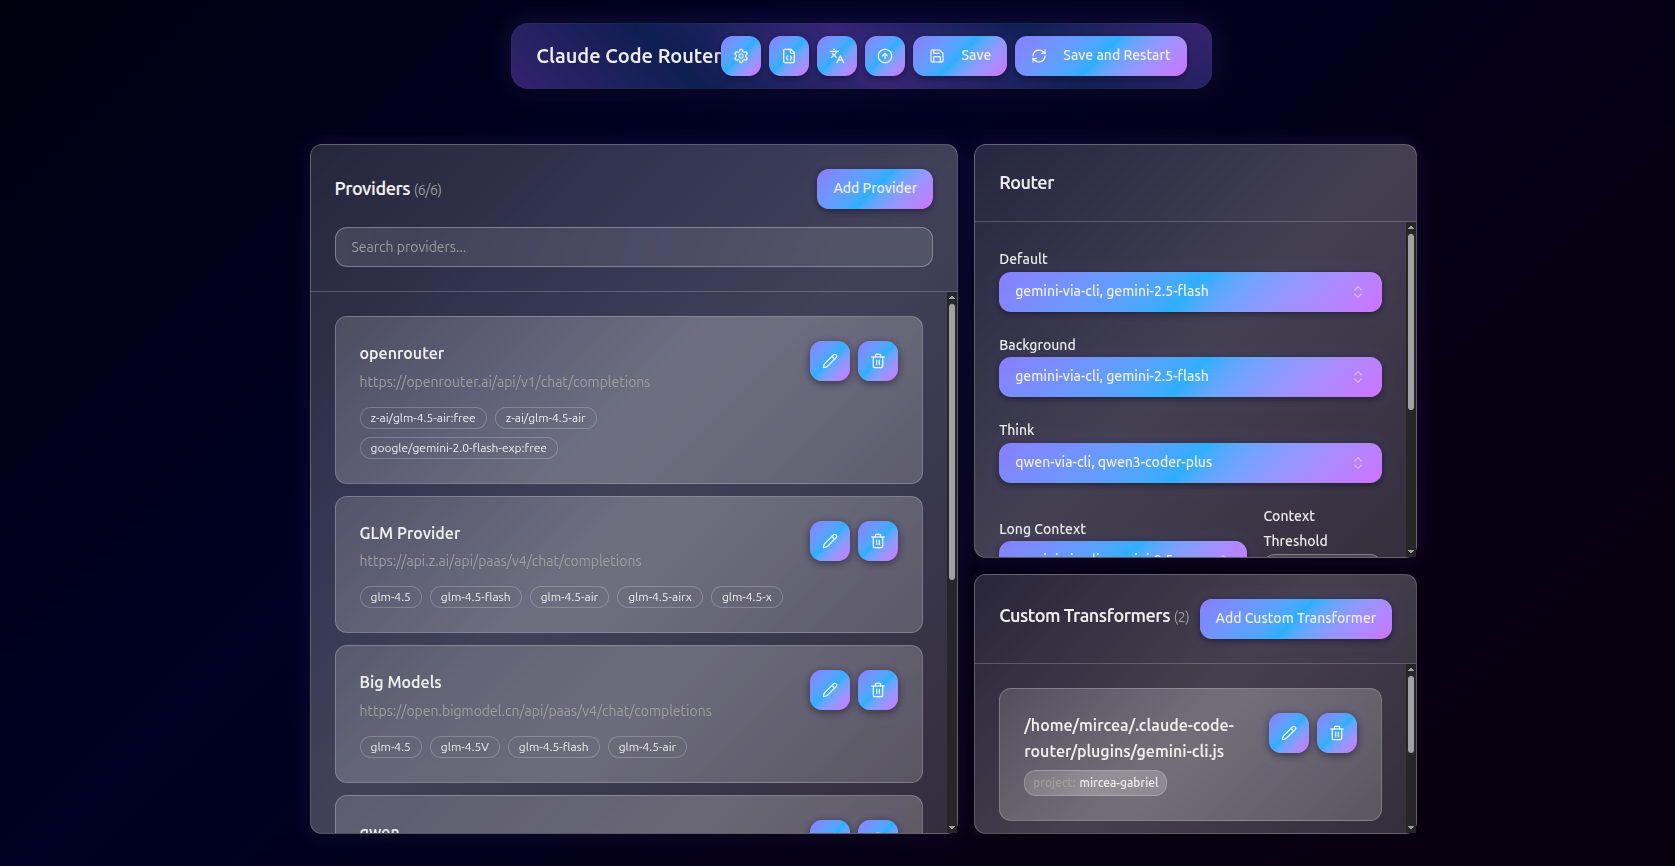 Claude Code Router
Save
Save and Restart
Providers (6/6)
Add Provider
Search providers...
openrouter
https://openrouter.ai/api/v1/chat/completions
z-ai/glm-4.5-air:free
z-ai/glm-4.5-air
google/gemini-2.0-flash-exp:free
GLM Provider
https://api.z.ai/api/paas/v4/chat/completions
glm-4.5
glm-4.5-flash
glm-4.5-air
glm-4.5-airx
glm-4.5-x
Big Models
https://open.bigmodel.cn/api/paas/v4/chat/completions
glm-4.5
glm-4.5V
glm-4.5-flash
glm-4.5-air
Router
Default
gemini-via-cli, gemini-2.5-flash
Background
gemini-via-cli, gemini-2.5-flash
Think
qwen-via-cli, qwen3-coder-plus
Long Context
Context
Threshold
Custom Transformers (2)
Add Custom Transformer
/home/mircea/.claude-code-
router/plugins/gemini-cli.js
project: mircea-gabriel